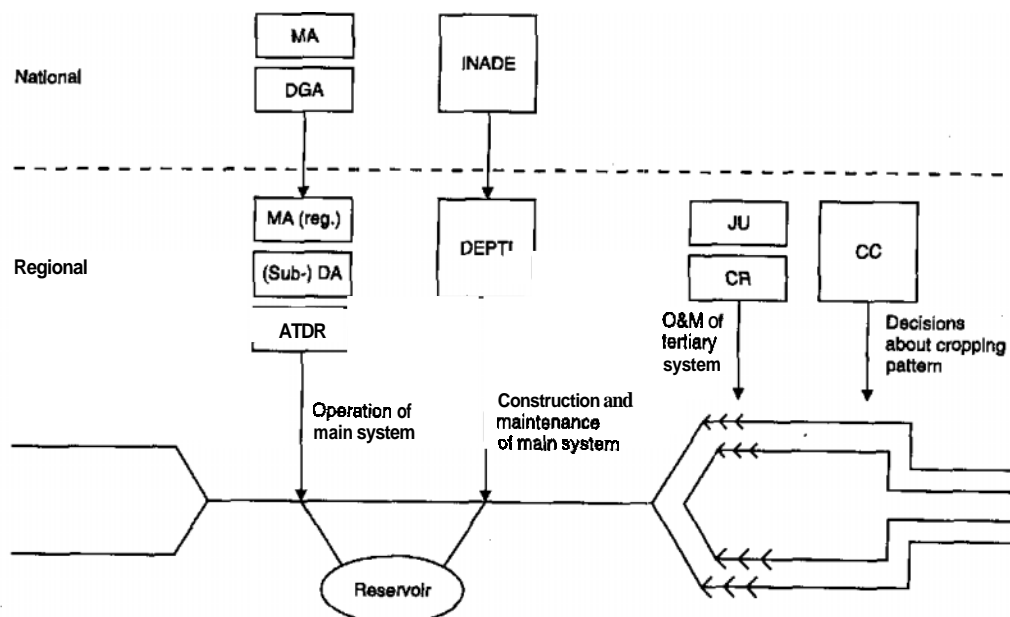 MA
INADE
National
DGA
MA (reg.)
JU
DEPTI
CC
Regional
(Sub-) DA
CR
ATDR
O&M of
tertiary
system
Decisions
about cropping
pattern
Operation of
main system
Construction and
maintenance
of main system
Reservoir